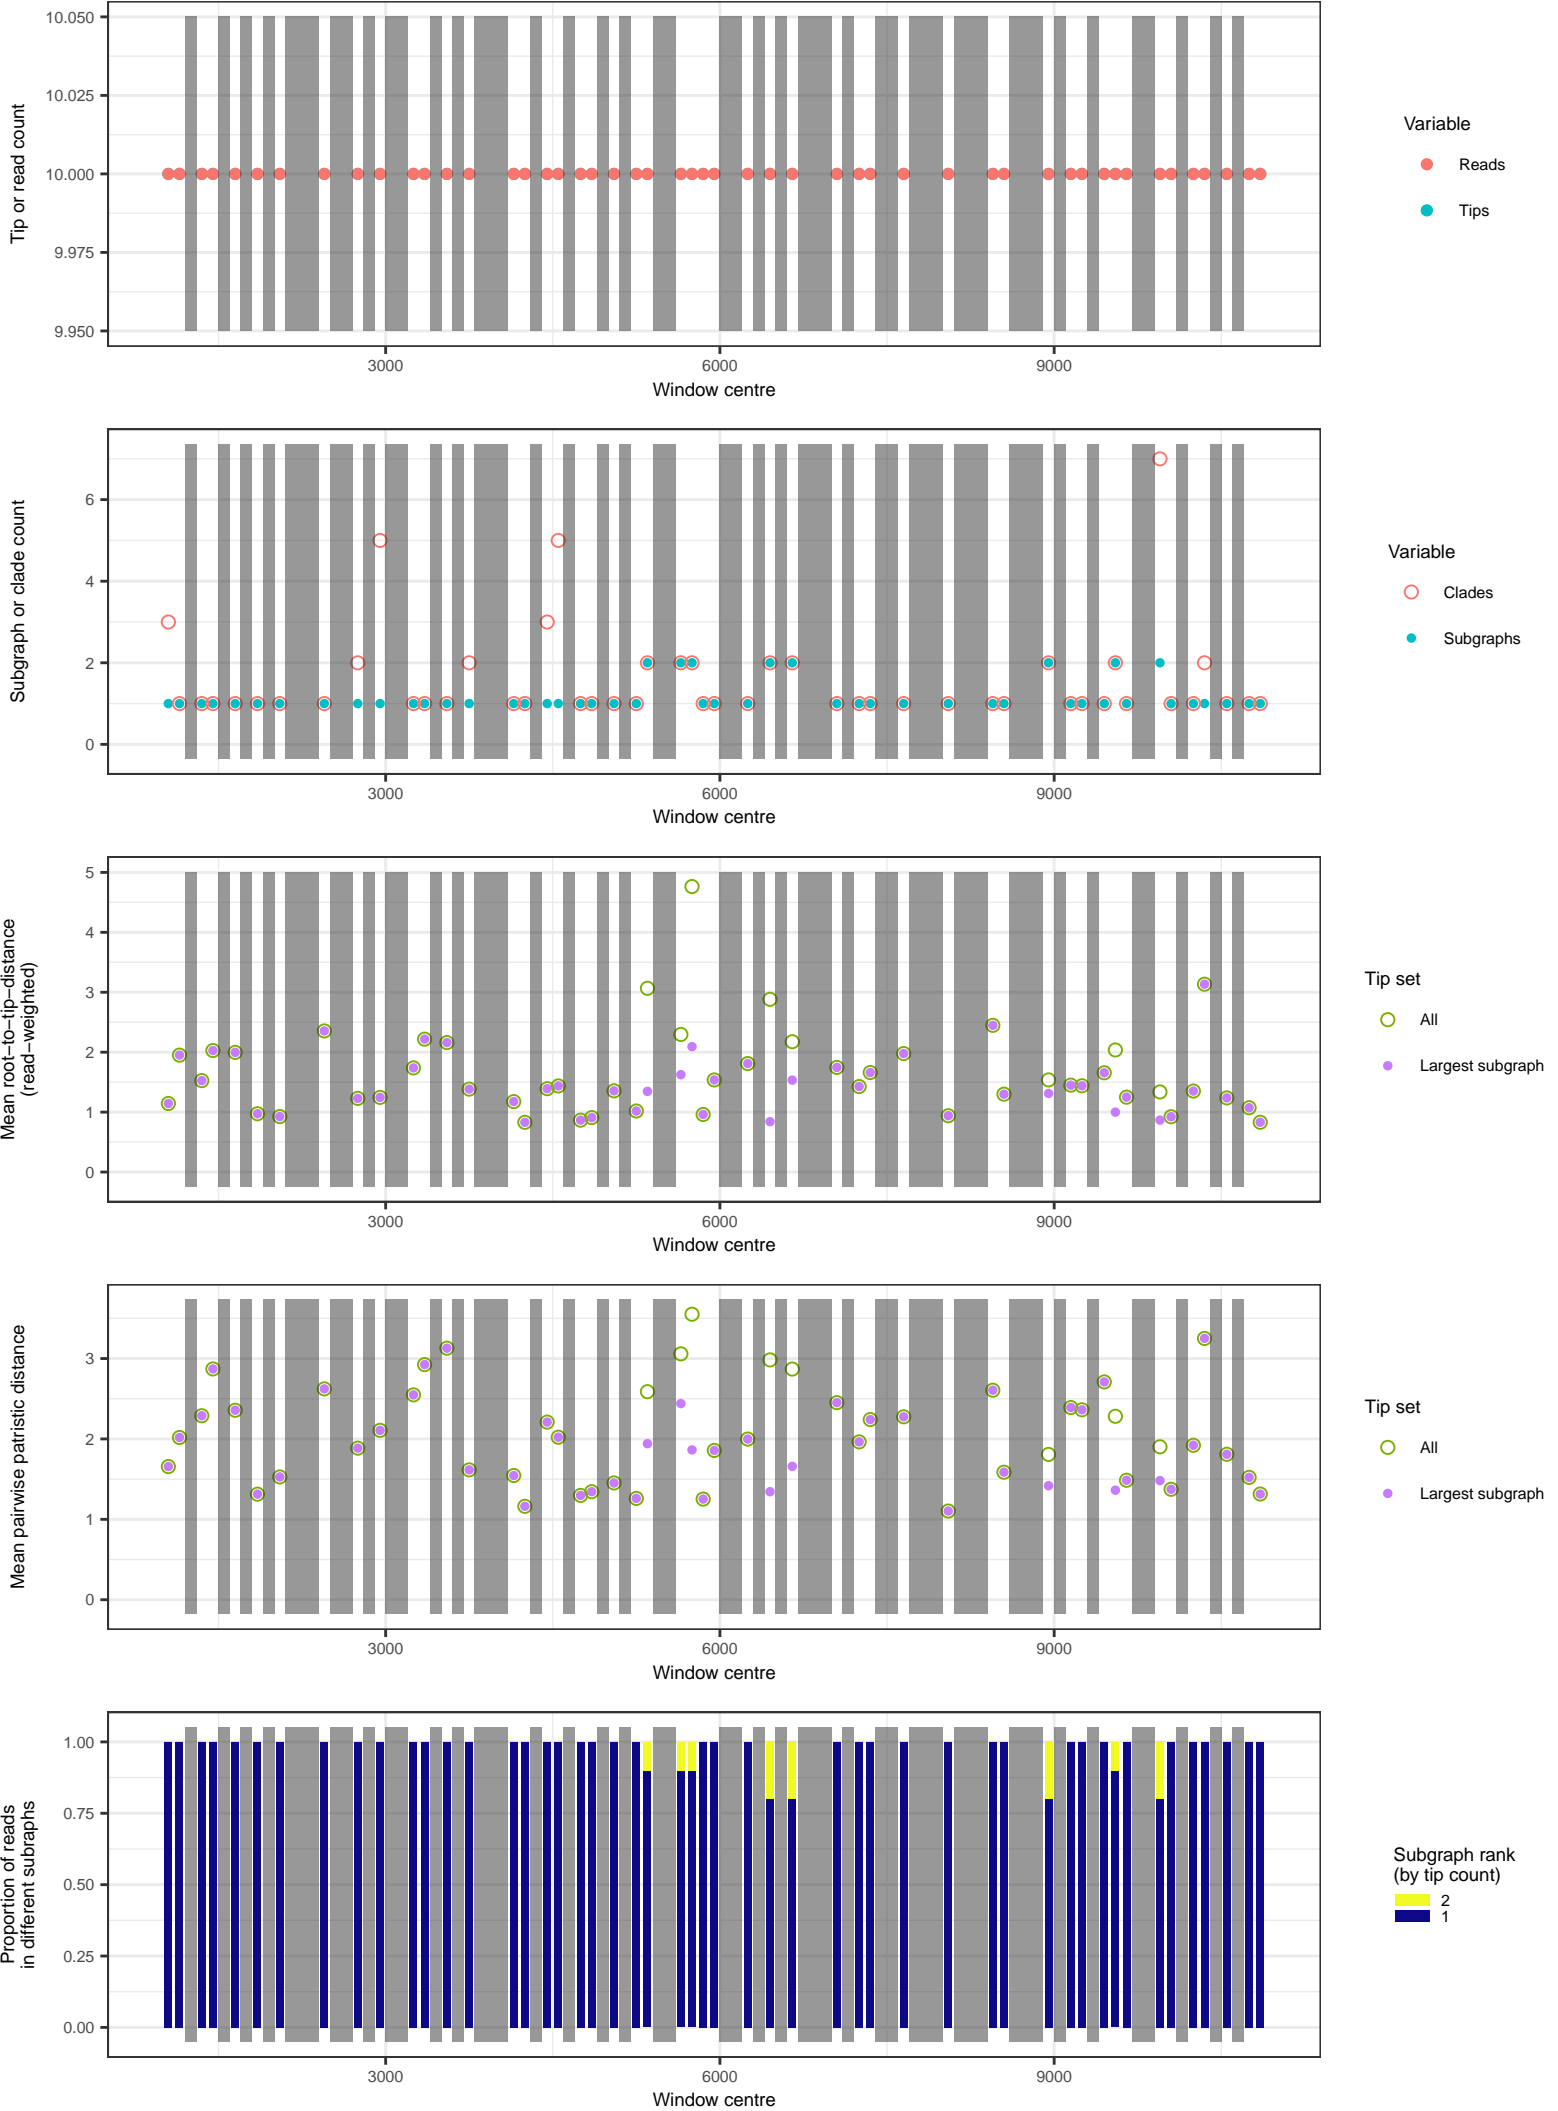 10.050
10.025
10.000
9.975
9.950
Tip or read count
3000
6000
9000
Window centre
Variable
Reads
Tips
6
4
2
0
Subgraph or clade count
3000
6000
9000
Window centre
Variable
Clades
Subgraphs
5
4
3
2
1
0
Mean root−to−tip−distance
(read−weighted)
3000
6000
9000
Window centre
Tip set
All
Largest subgraph
3
2
1
0
Mean pairwise patristic distance
3000
6000
9000
Window centre
Tip set
All
Largest subgraph
1.00
0.75
0.50
0.25
0.00
Proportion of reads
in different subraphs
3000
6000
9000
Window centre
Subgraph rank
(by tip count)
2
1